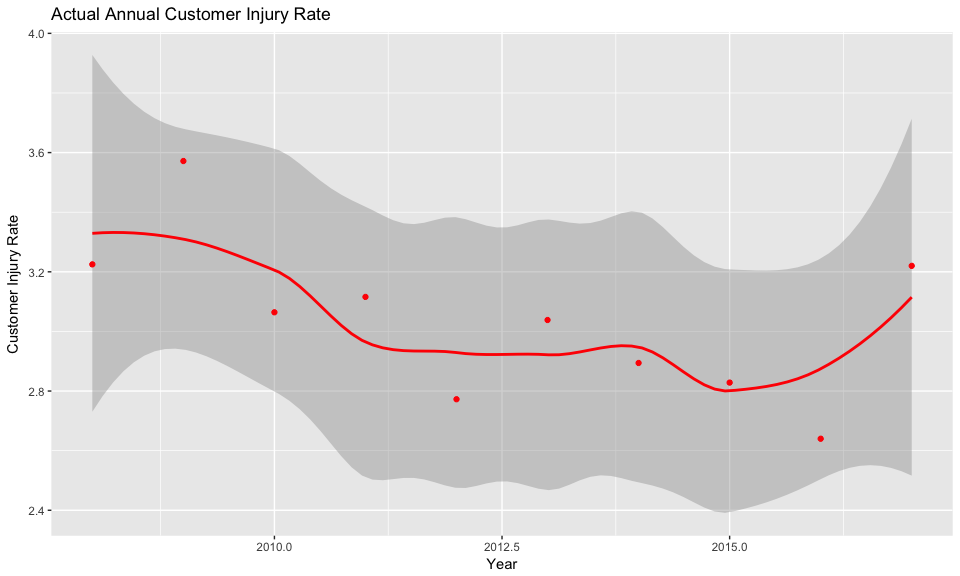 Actual Annual Customer Injury Rate
4.0
3.6
3.2
2.8
2.4
Customer Injury Rate
2010.0 2012.5 2015.0
Year